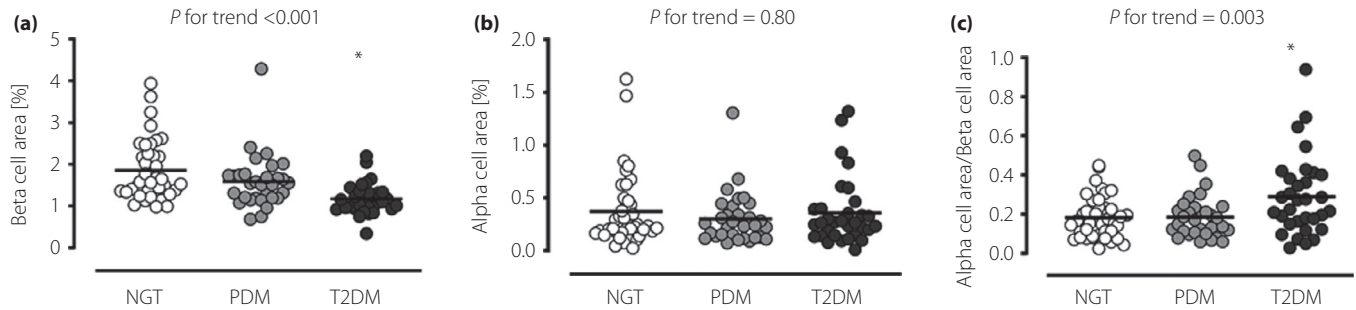 (a)
P for trend <0.001
*
Beta cell area [%]
5
4
3
2
1
0
NGT PDM T2DM
(b)
P for trend = 0.80
Alpha cell area [%]
2.0
1.5
1.0
0.5
0.0
NGT PDM T2DM
(c)
P for trend = 0.003
*
Alpha cell area/Beta cell area
1.0
0.8
0.6
0.4
0.2
0.0
NGT PDM T2DM